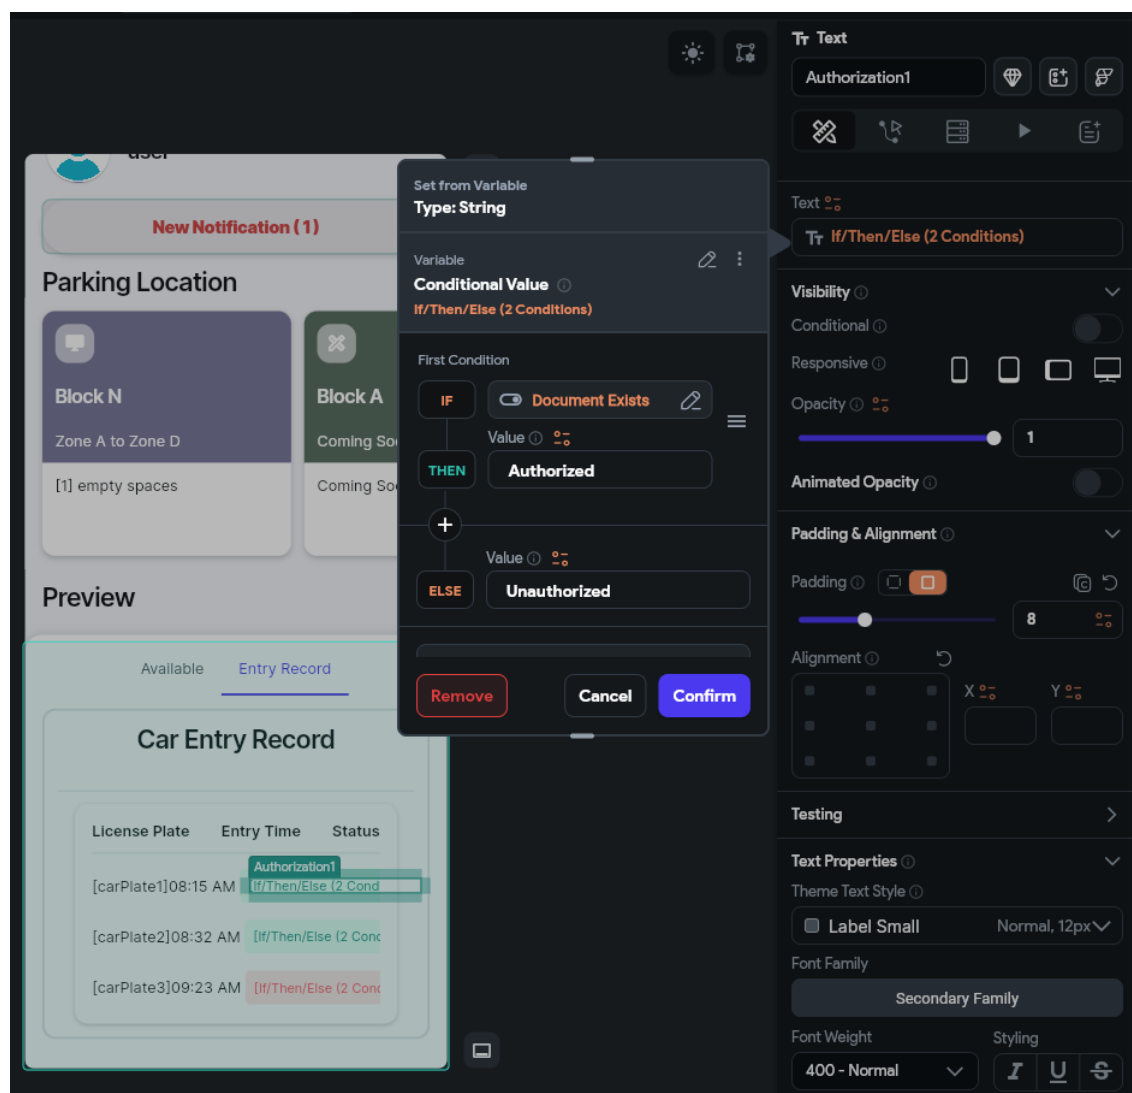 Text
Authorization1
user
Set from Variable
Type: String
Text
If/Then/Else (2 Conditions)
New Notification (1)
Variable
Conditional Value
If/Then/Else (2 Conditions)
Parking Location
Visibility
Conditional
Responsive
Opacity
1
Animated Opacity
Block N
Zone A to Zone D
[1] empty spaces
Block A
Coming Soo
Coming Soo
First Condition
IF
Document Exists
Value
THEN
Authorized
+
Value
ELSE
Unauthorized
Remove
Cancel
Confirm
Padding & Alignment
Padding
8
Alignment
X
Y
Preview
Available
Entry Record
Car Entry Record
License Plate
Entry Time
Status
Authorization1
[carPlate1]
08:15 AM
If/Then/Else (2 Cond
[carPlate2]
08:32 AM
[If/Then/Else (2 Conc
[carPlate3]
09:23 AM
[If/Then/Else (2 Conc
Testing
Text Properties
Theme Text Style
Label Small
Normal, 12px
Font Family
Secondary Family
Font Weight
Styling
400 - Normal
I
U
S